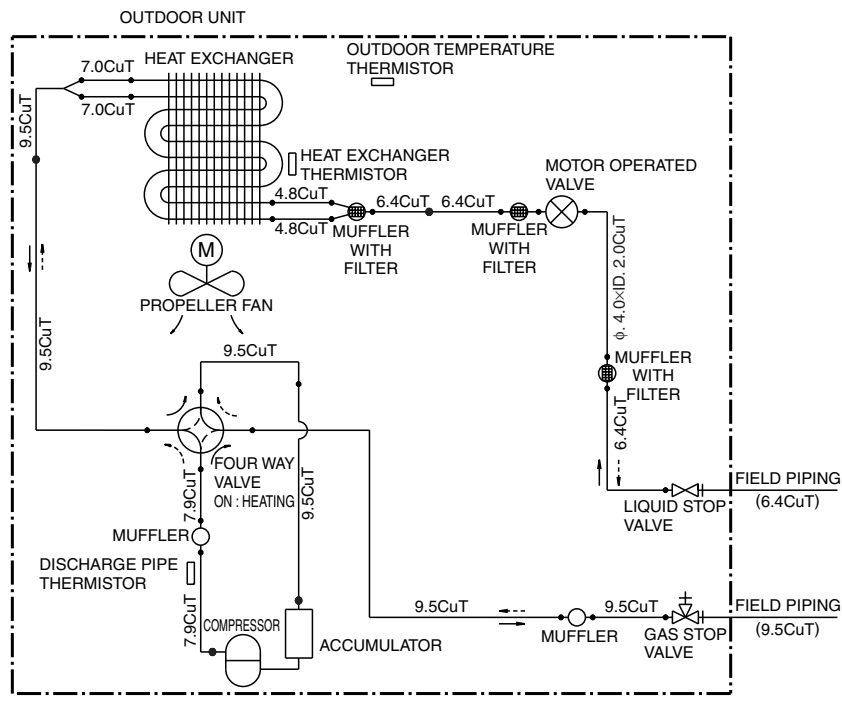 OUTDOOR UNIT
HEAT EXCHANGER
OUTDOOR TEMPERATURE
THERMISTOR
7.0CuT
7.0CuT
9.5CuT
HEAT EXCHANGER
THERMISTOR
MOTOR OPERATED
VALVE
4.8CuT
6.4CuT
6.4CuT
4.8CuT
MUFFLER
WITH
FILTER
MUFFLER
WITH
FILTER
M
PROPELLER FAN
φ. 4.0×ID. 2.0CuT
9.5CuT
9.5CuT
MUFFLER
WITH
FILTER
6.4CuT
FOUR WAY
VALVE
ON : HEATING
7.9CuT
9.5CuT
FIELD PIPING
(6.4CuT)
LIQUID STOP
VALVE
MUFFLER
DISCHARGE PIPE
THERMISTOR
7.9CuT
COMPRESSOR
ACCUMULATOR
9.5CuT
9.5CuT
FIELD PIPING
(9.5CuT)
MUFFLER
GAS STOP
VALVE